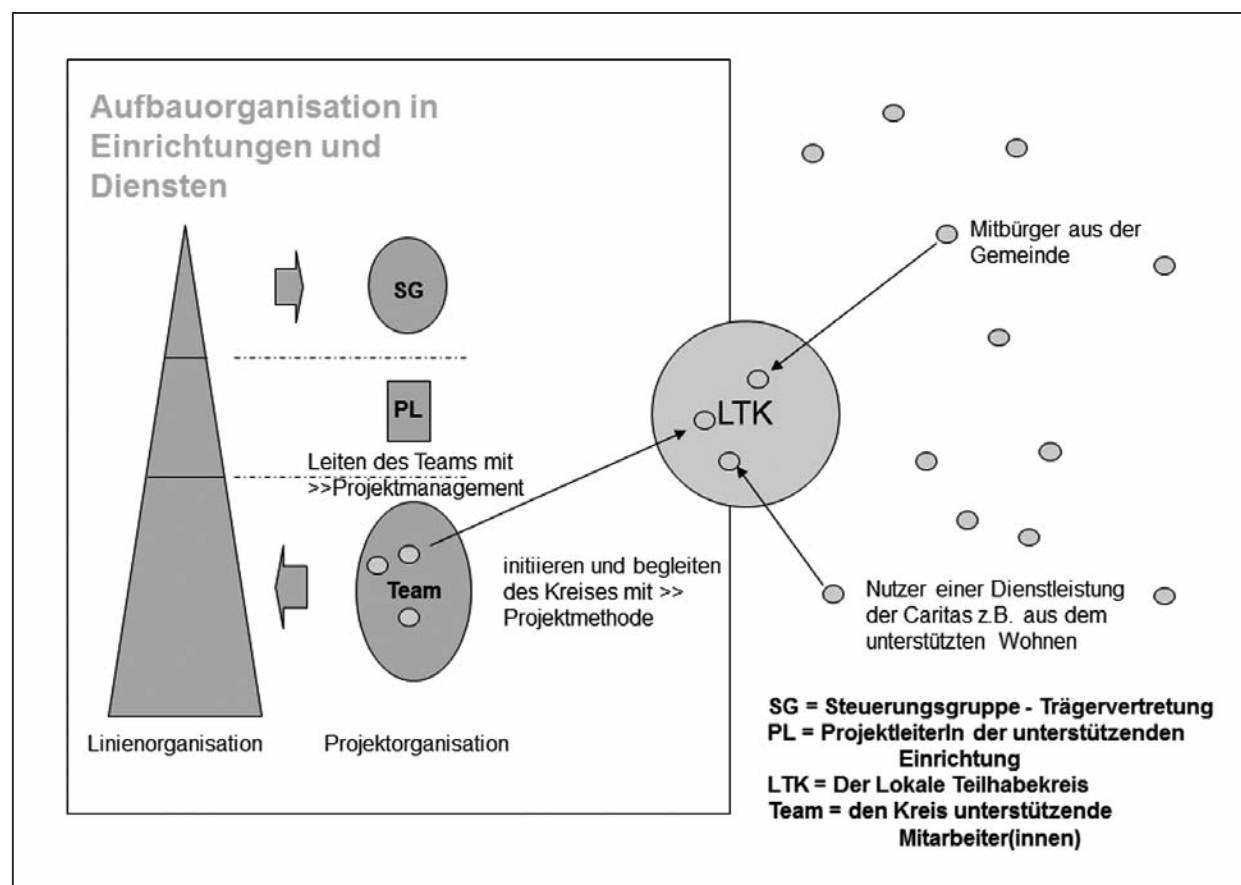 Aufbauorganisation in
Einrichtungen und
Diensten
SG
PL
Leiten des Teams mit
>>Projektmanagement
Team
initiieren und begleiten
des Kreises mit >>
Projektmethode
Linienorganisation
Projektorganisation
LTK
Mitbürger aus der
Gemeinde
Nutzer einer Dienstleistung
der Caritas z.B. aus dem
unterstützten Wohnen
SG = Steuerungsgruppe - Trägervertretung
PL = ProjektleiterIn der unterstützenden
Einrichtung
LTK = Der Lokale Teilhabekreis
Team = den Kreis unterstützende
Mitarbeiter(innen)